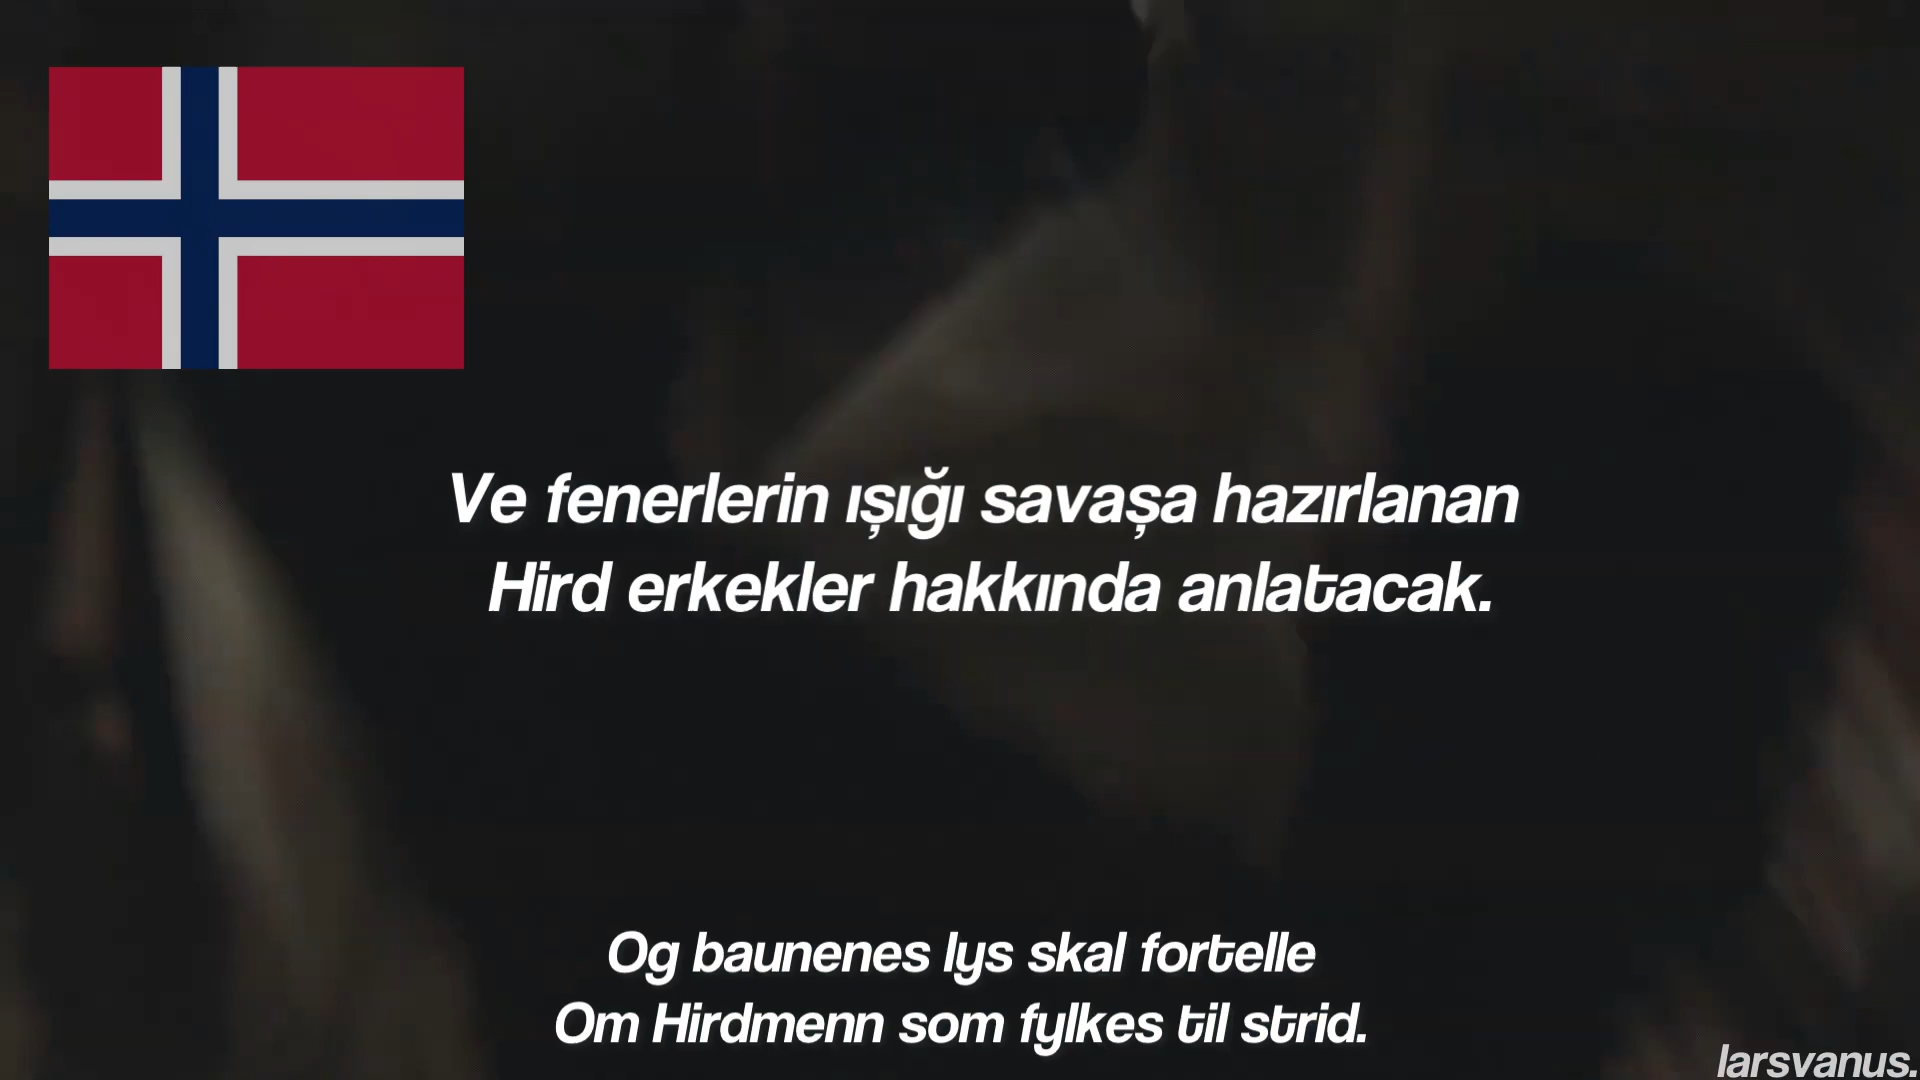 Ve fenerlerin ışığı savaşa hazırlanan
Hird erkekler hakkında anlatacak.
Og baunenes lys skal fortelle
Om Hirdmenn som fylkes til strid.
larsvanus.